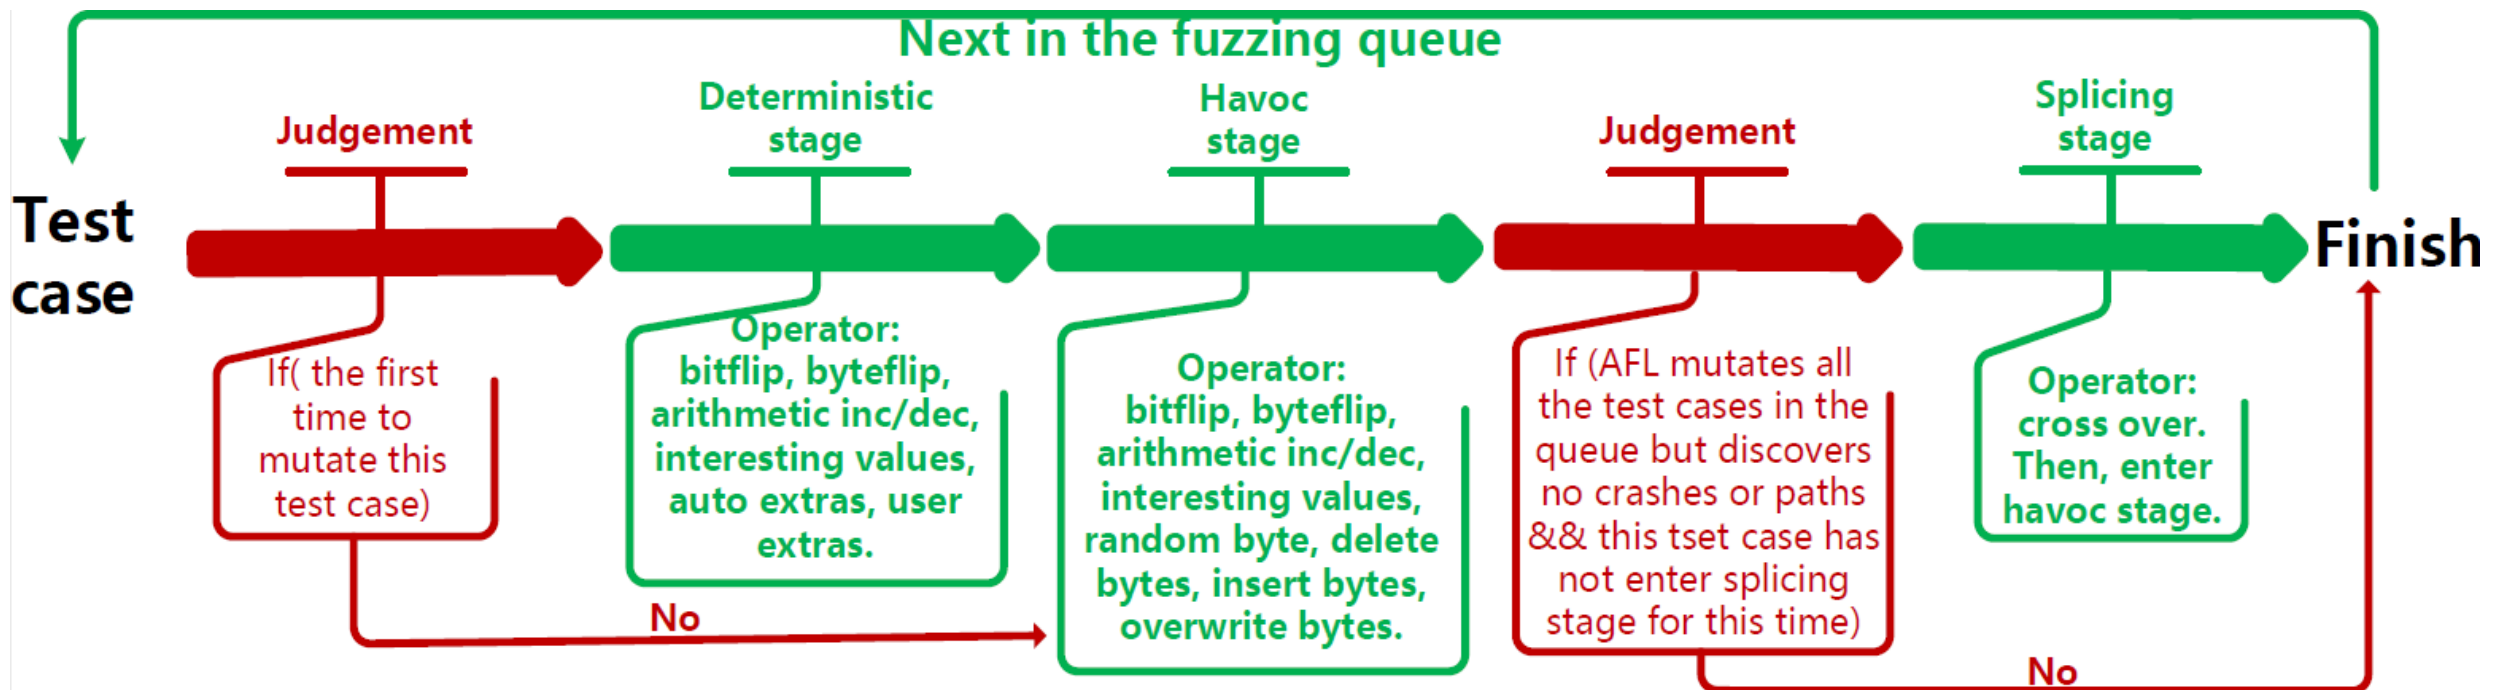 Next in the fuzzing queue
Test
case
Judgement
If( the first
time to
mutate this
test case)
No
Deterministic
stage
Operator:
bitflip, byteflip,
arithmetic inc/dec,
interesting values,
auto extras, user
extras.
Havoc
stage
Operator:
bitflip, byteflip,
arithmetic inc/dec,
interesting values,
random byte, delete
bytes, insert bytes,
overwrite bytes.
Judgement
If (AFL mutates all
the test cases in the
queue but discovers
no crashes or paths
&& this tset case has
not enter splicing
stage for this time)
No
Splicing
stage
Operator:
cross over.
Then, enter
havoc stage.
Finish